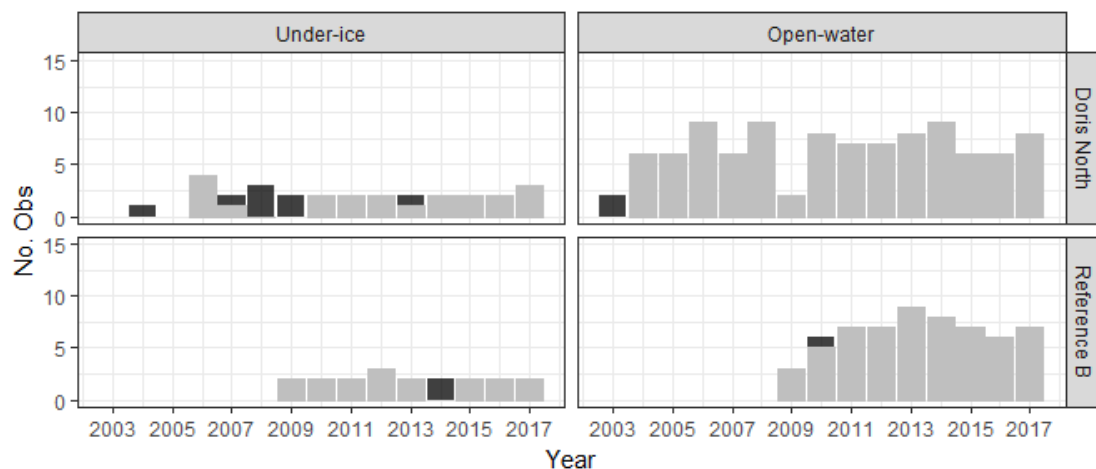 Under-ice Open-water
15
10
5
0
Doris North
15
10
5
0
Reference B
No. Obs
2003 2005 2007 2009 2011 2013 2015 2017 2003 2005 2007 2009 2011 2013 2015 2017
Year